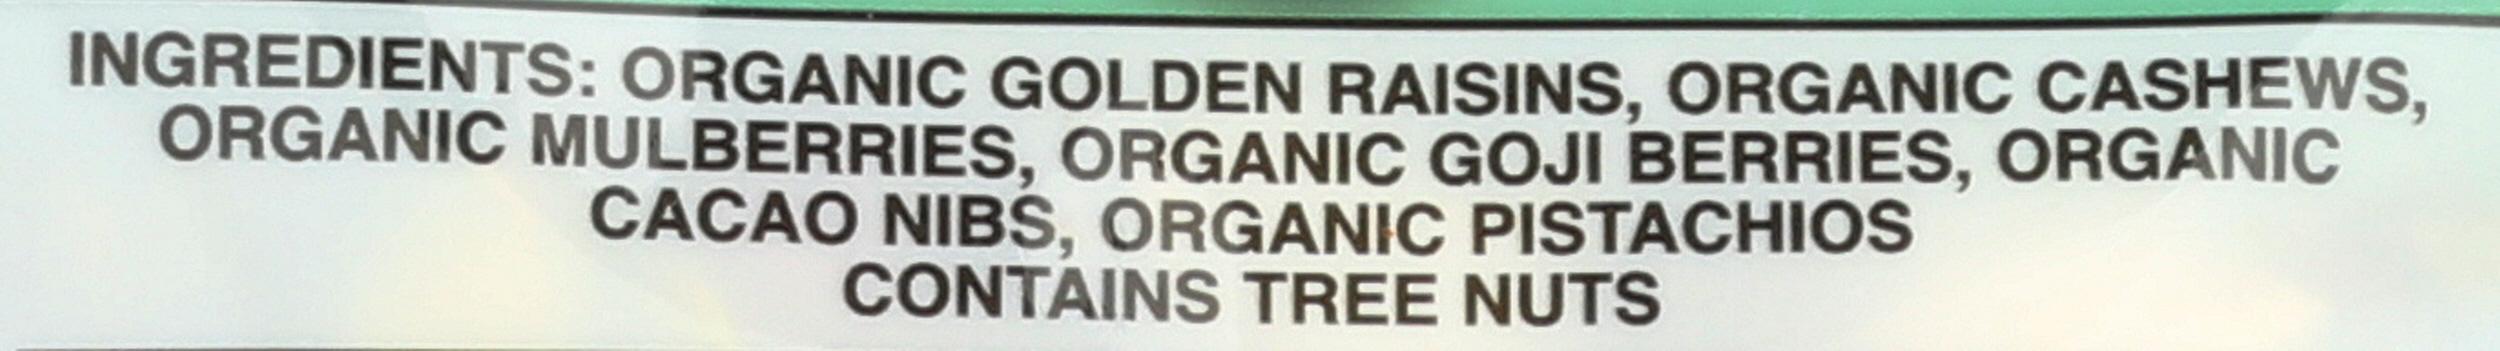 INGREDIENTS: ORGANIC GOLDEN RAISINS, ORGANIC CASHEWS,
ORGANIC MULBERRIES, ORGANIC GOJI BERRIES, ORGANIC
CACAO NIBS, ORGANIC PISTACHIOS
CONTAINS TREE NUTS